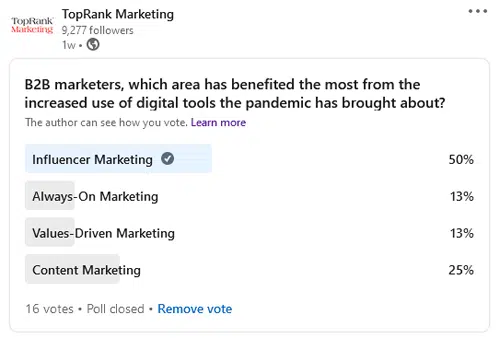 TopRank
Marketing
TopRank Marketing
9,277 followers
1w •
B2B marketers, which area has benefited the most from the
increased use of digital tools the pandemic has brought about?
The author can see how you vote. Learn more
Influencer Marketing 50%
Always-On Marketing 13%
Values-Driven Marketing 13%
Content Marketing 25%
16 votes • Poll closed • Remove vote